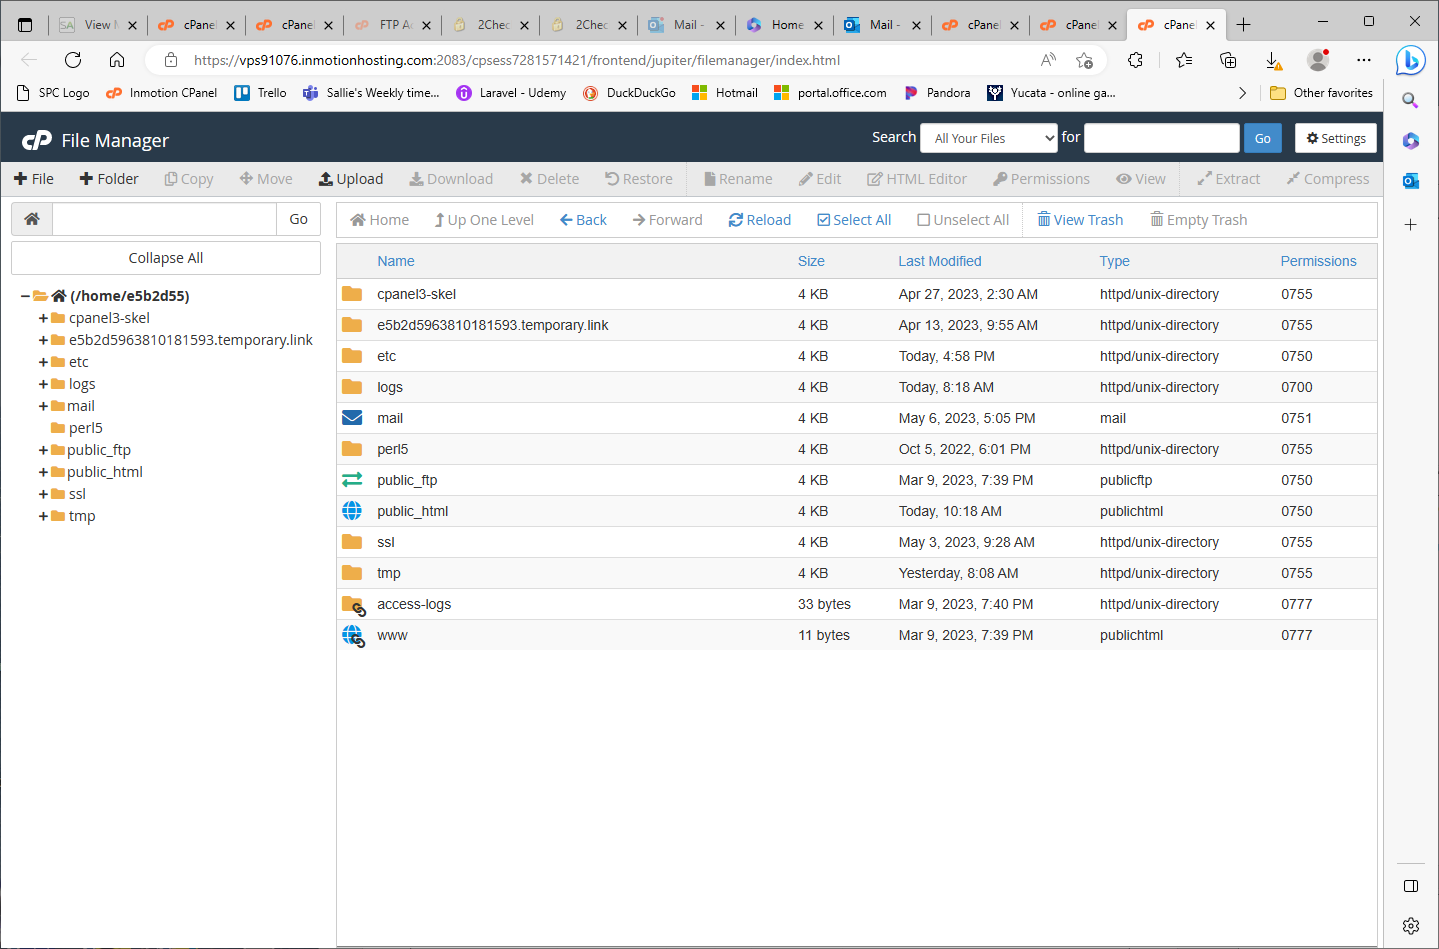 View M
cPanel
cPanel
FTP Ac
2Chec
2Chec
Mail -
Home
Mail -
cPanel
cPanel
cPanel
https://vps91076.inmotionhosting.com:2083/cpsess7281571421/frontend/jupiter/filemanager/index.html
SPC Logo Inmotion CPanel Trello Sallie's Weekly time... Laravel - Udemy DuckDuckGo Hotmail portal.office.com Pandora Yucata - online ga... Other favorites
cP File Manager Search All Your Files for Go Settings
File Folder Copy Move Upload Download Delete Restore Rename Edit HTML Editor Permissions View Extract Compress
Go
Collapse All
(/home/e5b2d55)
cpanel3-skel
e5b2d5963810181593.temporary.link
etc
logs
mail
perl5
public_ftp
public_html
ssl
tmp
Home Up One Level Back Forward Reload Select All Unselect All View Trash Empty Trash
Name Size Last Modified Type Permissions
cpanel3-skel 4 KB Apr 27, 2023, 2:30 AM httpd/unix-directory 0755
e5b2d5963810181593.temporary.link 4 KB Apr 13, 2023, 9:55 AM httpd/unix-directory 0755
etc 4 KB Today, 4:58 PM httpd/unix-directory 0750
logs 4 KB Today, 8:18 AM httpd/unix-directory 0700
mail 4 KB May 6, 2023, 5:05 PM mail 0751
perl5 4 KB Oct 5, 2022, 6:01 PM httpd/unix-directory 0755
public_ftp 4 KB Mar 9, 2023, 7:39 PM publicftp 0750
public_html 4 KB Today, 10:18 AM publichtml 0750
ssl 4 KB May 3, 2023, 9:28 AM httpd/unix-directory 0755
tmp 4 KB Yesterday, 8:08 AM httpd/unix-directory 0755
access-logs 33 bytes Mar 9, 2023, 7:40 PM httpd/unix-directory 0777
www 11 bytes Mar 9, 2023, 7:39 PM publichtml 0777